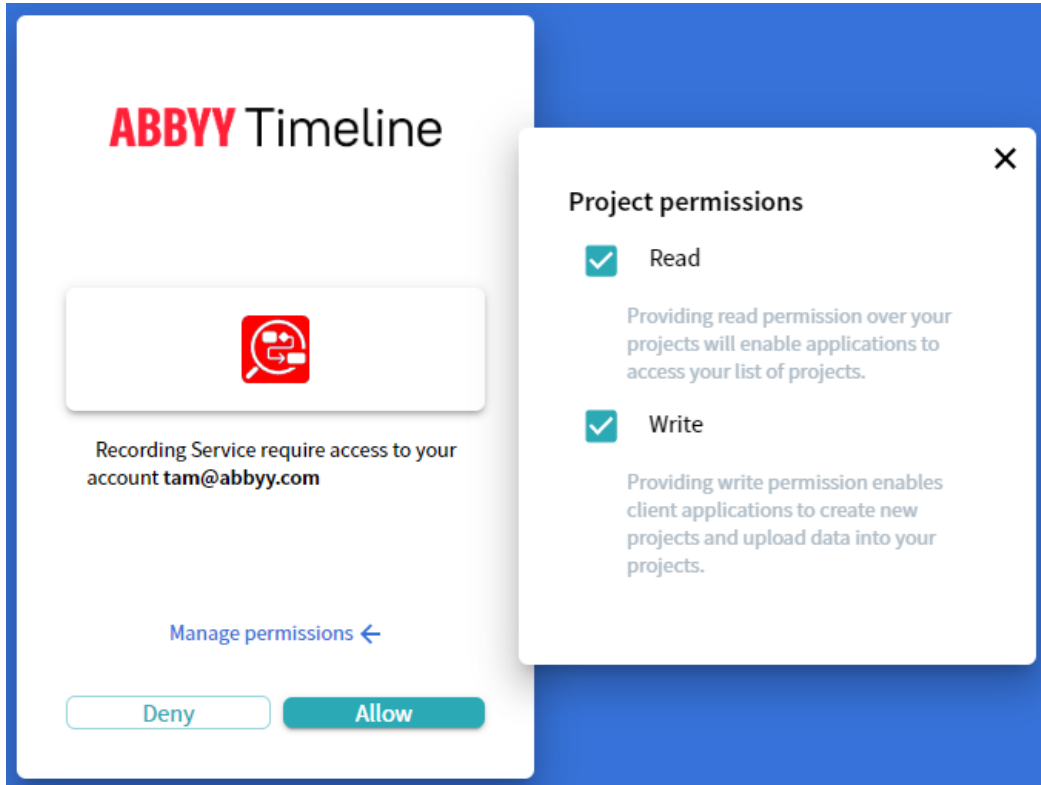 ABBYY Timeline
Recording Service require access to your
account tam@abbyy.com
Manage permissions
Deny
Allow
Project permissions
Read
Providing read permission over your
projects will enable applications to
access your list of projects.
Write
Providing write permission enables
client applications to create new
projects and upload data into your
projects.